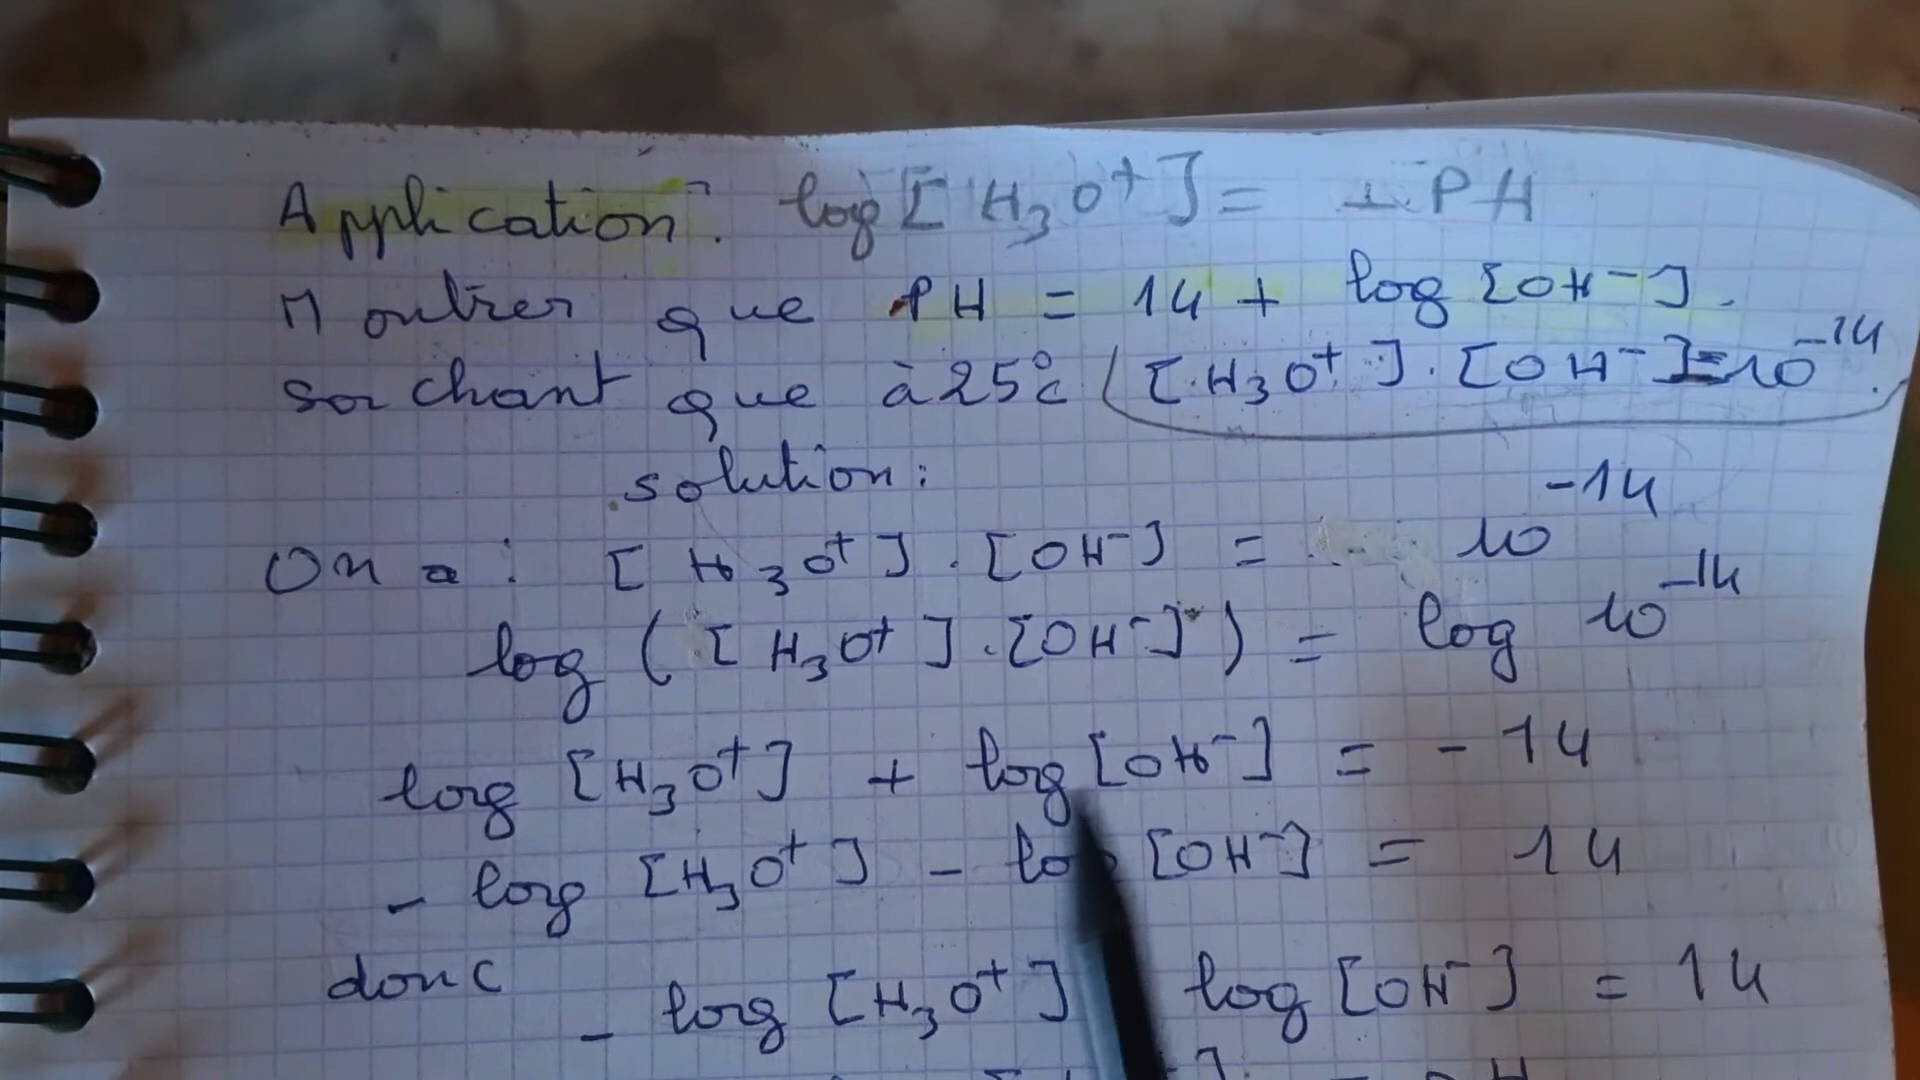 Application: log [H₃O⁺] = - PH
Montrer que PH = 14 + log [OH⁻].
sachant que à 25°c ([H₃O⁺].[OH⁻]=10⁻¹⁴.
solution:
On a: [H₃O⁺].[OH⁻] = 10⁻¹⁴
log ([H₃O⁺].[OH⁻]) = log 10⁻¹⁴
log [H₃O⁺] + log [OH⁻] = -14
- log [H₃O⁺] - log [OH⁻] = 14
donc - log [H₃O⁺] log [OH⁻] = 14